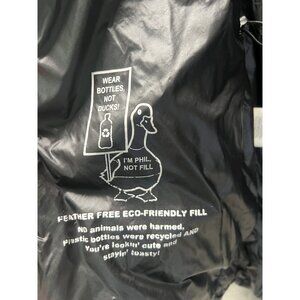 WEAR
BOTTLES,
NOT
DUCKS!
I'M PHIL,
NOT FILL
FEATHER FREE ECO-FRIENDLY FILL
No animals were harmed,
Plastic bottles were recycled AND
You're lookin' cute and
stayin' toasty!